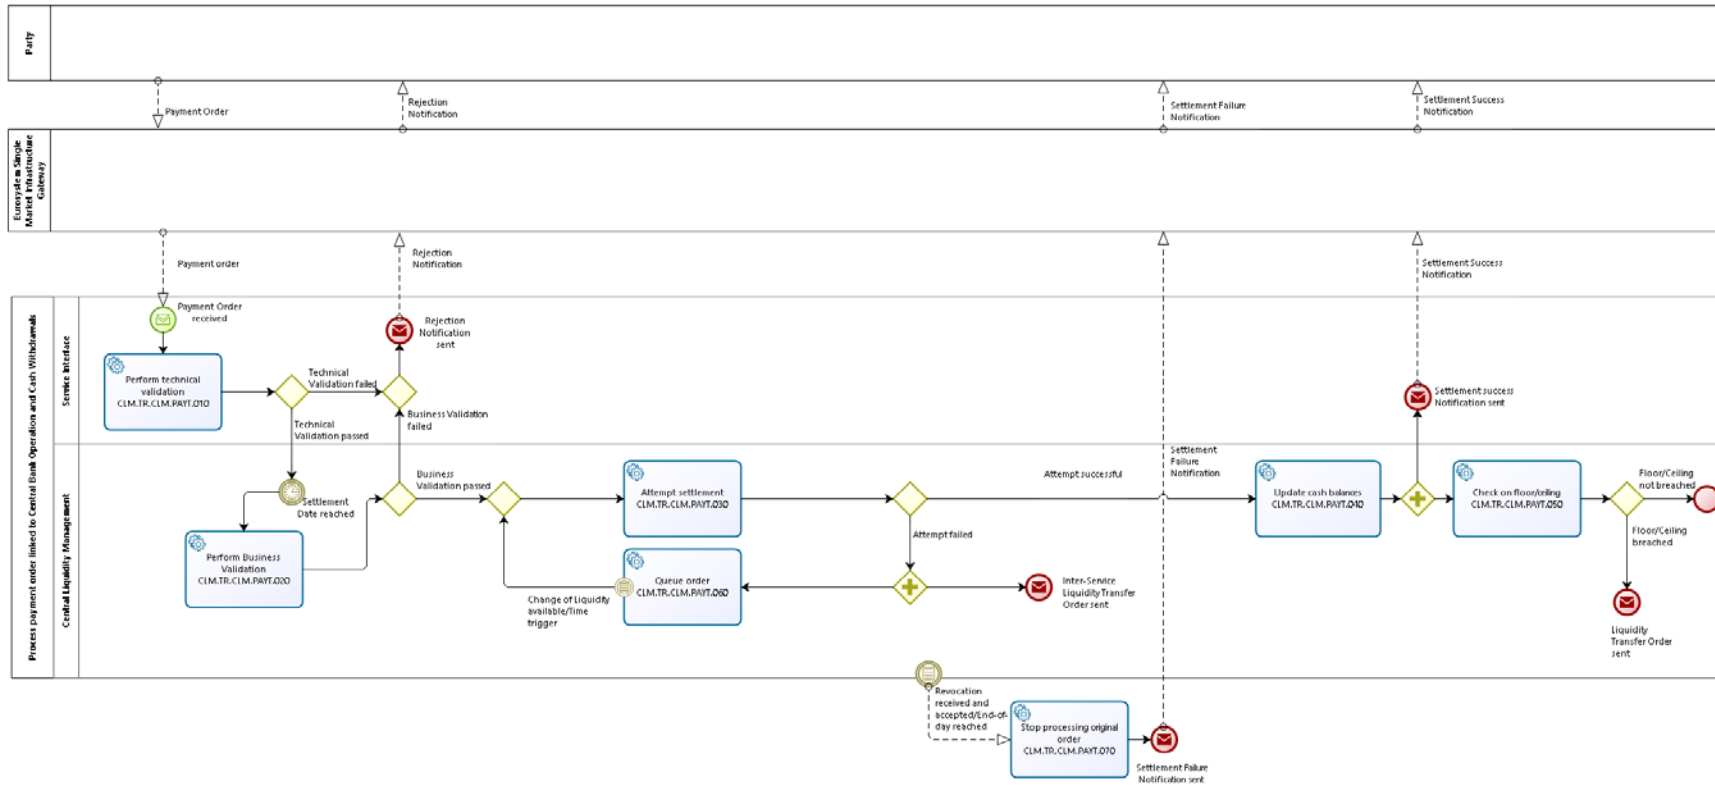 Party
Payment Order
Rejection
Notification
Settlement Failure
Notification
Settlement Success
Notification
Eurosystem Single
Market Infrastructure
Gateway
Payment order
Rejection
Notification
Settlement Success
Notification
Process payment order linked to Central Bank Operation and Cash Withdrawals
Service Interface
Payment Order
received
Rejection
Notification
sent
Perform technical
validation
CLM.TR.CLM.PAYT.010
Technical
Validation failed
Technical
Validation passed
Business Validation
failed
Settlement success
Notification sent
Central Liquidity Management
Settlement
Date reached
Perform Business
Validation
CLM.TR.CLM.PAYT.020
Business
Validation passed
Attempt settlement
CLM.TR.CLM.PAYT.030
Attempt successful
Settlement
Failure
Notification
Update cash balances
CLM.TR.CLM.PAYT.040
Check on floor/ceiling
CLM.TR.CLM.PAYT.050
Floor/Ceiling
not breached
Floor/Ceiling
breached
Attempt failed
Queue order
CLM.TR.CLM.PAYT.060
Change of Liquidity
available/Time
trigger
Inter-Service
Liquidity Transfer
Order sent
Liquidity
Transfer Order
sent
Revocation
received and
accepted/End-of-
day reached
Stop processing original
order
CLM.TR.CLM.PAYT.070
Settlement Failure
Notification sent